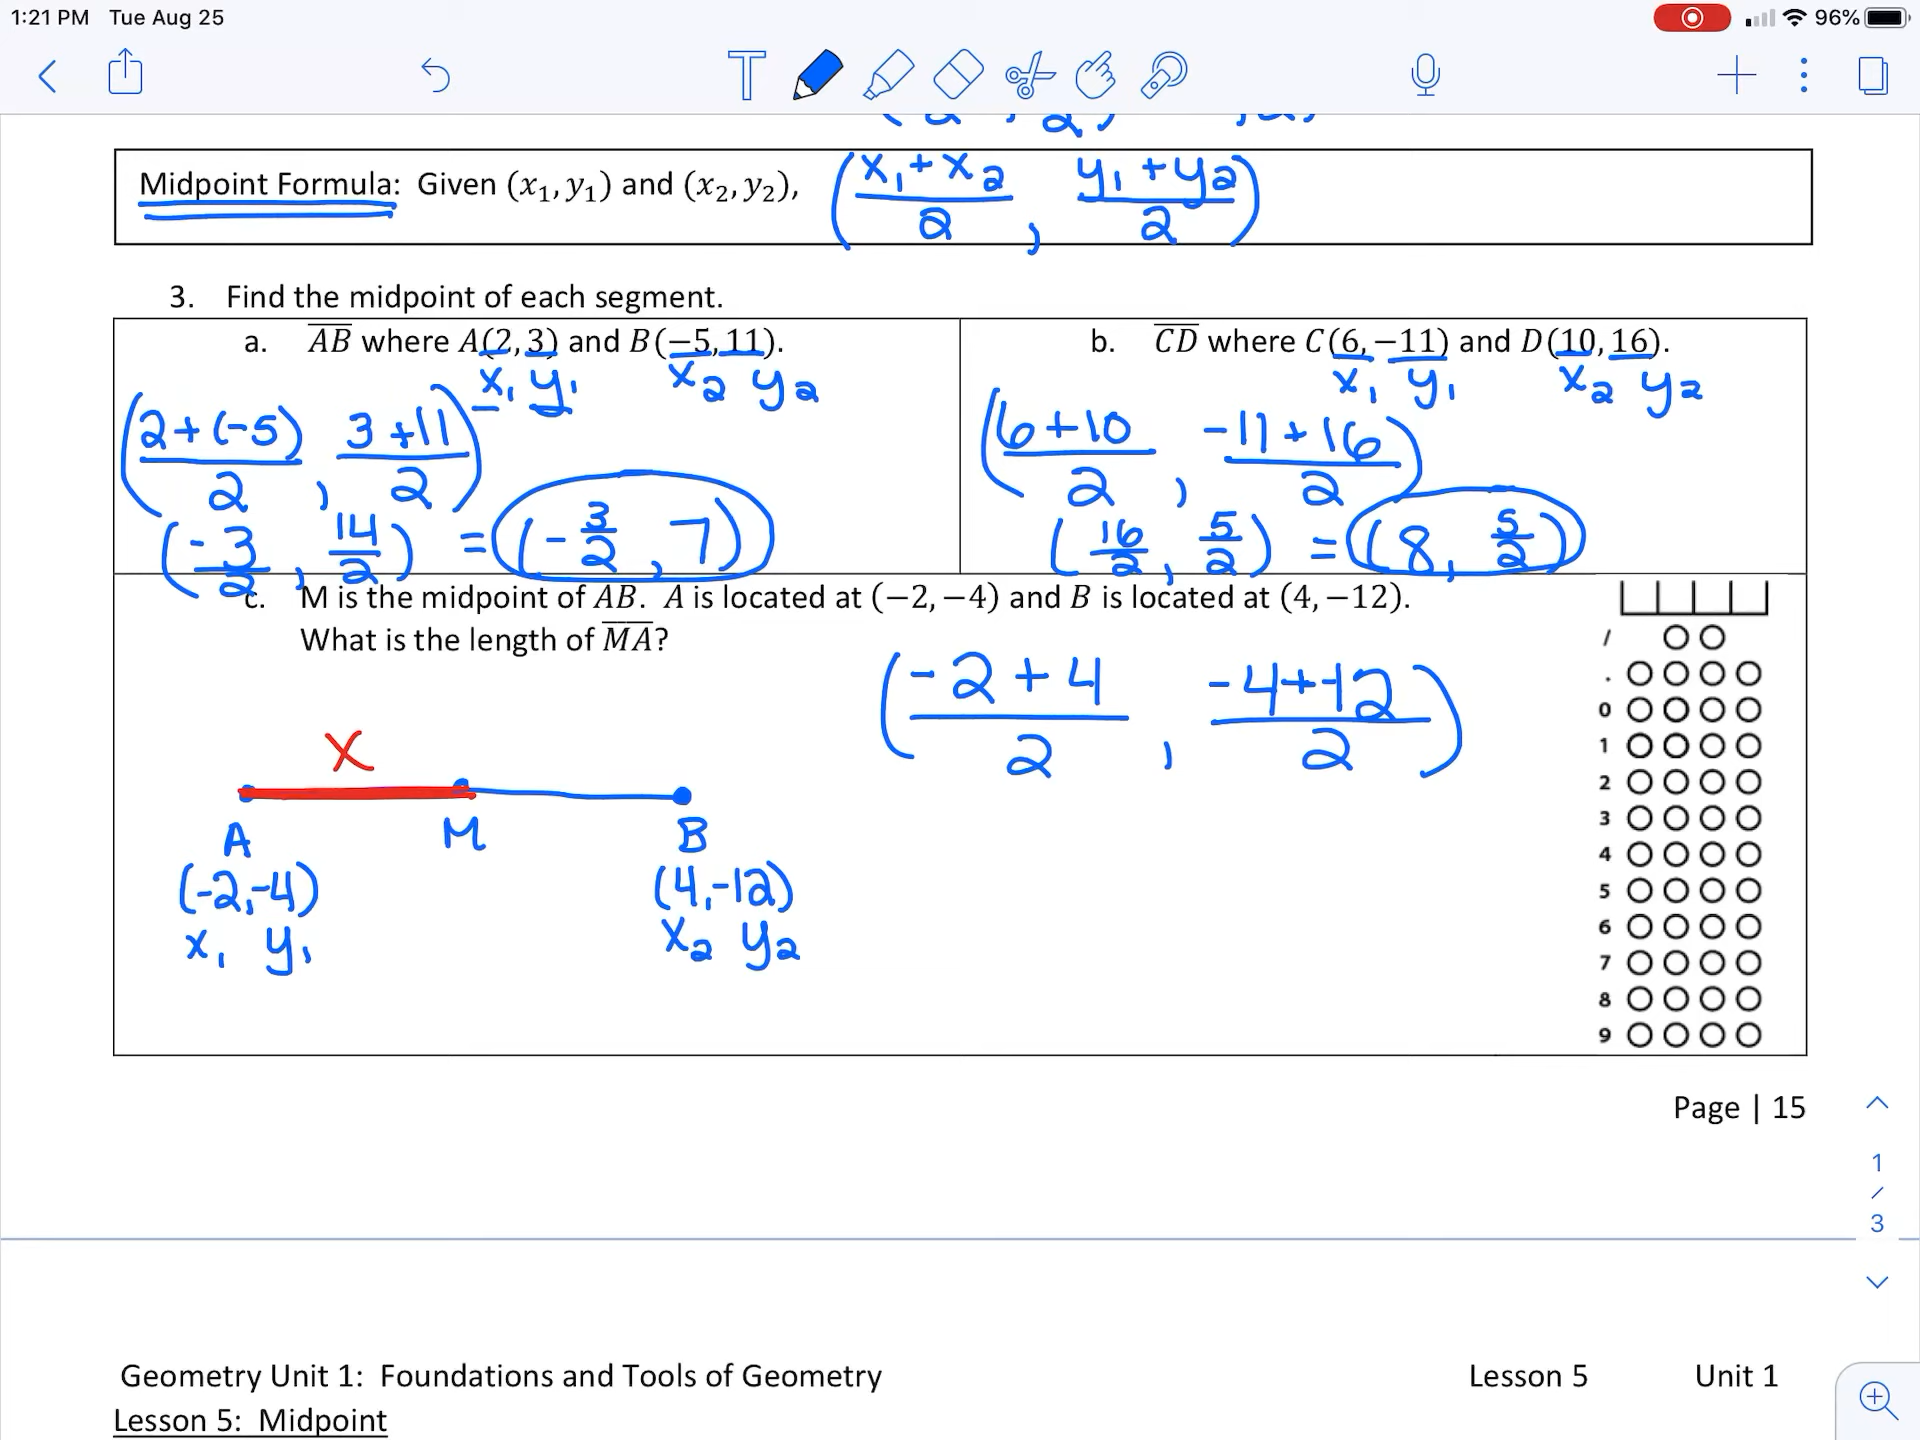 1:21 PM Tue Aug 25 96%
T
Midpoint Formula: Given (x₁, y₁) and (x₂, y₂), ( x₁ + x₂ / 2 , y₁ + y₂ / 2 )
3. Find the midpoint of each segment.
a. AB where A(2, 3) and B(−5, 11).
x₁ y₁ x₂ y₂
( 2 + (-5) / 2 , 3 + 11 / 2 )
( -3/2 , 14/2 ) = ( -3/2 , 7 )
b. CD where C(6, −11) and D(10, 16).
x₁ y₁ x₂ y₂
( 6 + 10 / 2 , -11 + 16 / 2 )
( 16/2 , 5/2 ) = ( 8, 5/2 )
c. M is the midpoint of AB. A is located at (−2, −4) and B is located at (4, −12).
What is the length of MA?
( -2 + 4 / 2 , -4 + -12 / 2 )
X
A M B
(-2,-4) (4,-12)
x₁ y₁ x₂ y₂
/
.
0
1
2
3
4
5
6
7
8
9
Page | 15
1
/
3
Geometry Unit 1: Foundations and Tools of Geometry Lesson 5 Unit 1
Lesson 5: Midpoint